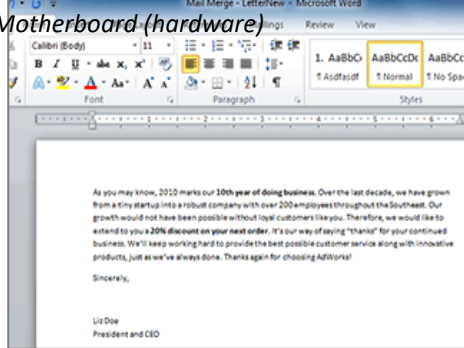 Mail Merge - LetterNew - Microsoft Word
Motherboard (hardware)
Review View
Calibri (Body) 11
B I U abc x, x²
A Aa A A
Font Paragraph Styles
1. AaBbC AaBbCcDc AaBbCc
¶ Asdfasdf ¶ Normal ¶ No Spa
As you may know, 2010 marks our 10th year of doing business. Over the last decade, we have grown
from a tiny startup into a robust company with over 200 employees throughout the Southeast. Our
growth would not have been possible without loyal customers like you. Therefore, we would like to
extend to you a 20% discount on your next order. It's our way of saying "thanks" for your continued
business. We'll keep working hard to provide the best possible customer service along with innovative
products, just as we've always done. Thanks again for choosing AdWorks!
Sincerely,
Liz Doe
President and CEO